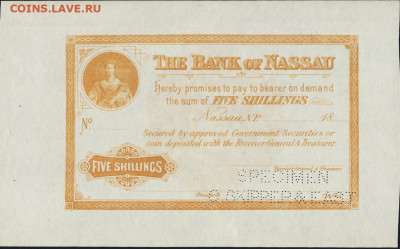 COINS.LAVE.RU
THE BANK OF NASSAU
hereby promises to pay to bearer on demand
the sum of FIVE SHILLINGS
Nassau, N.P. 18
No.
Secured by approved Government Securities or
coin deposited with the Receiver General & Treasurer.
FIVE SHILLINGS
SPECIMEN
C. SKIPPER & EAST